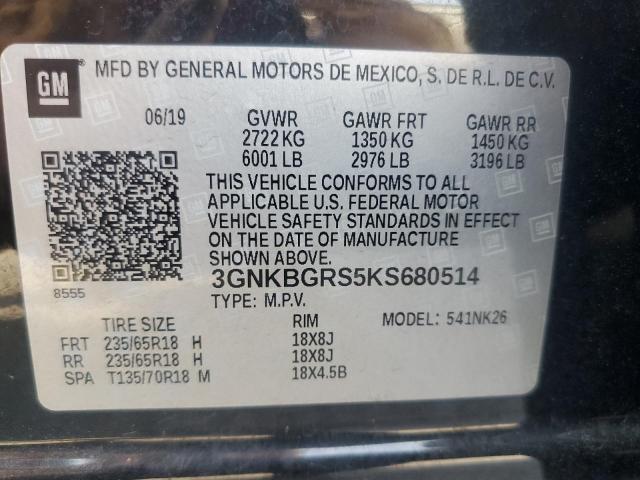 GM
MFD BY GENERAL MOTORS DE MEXICO, S. DE R.L. DE C.V.
06/19 GVWR GAWR FRT GAWR RR
2722 KG 1350 KG 1450 KG
6001 LB 2976 LB 3196 LB
THIS VEHICLE CONFORMS TO ALL
APPLICABLE U.S. FEDERAL MOTOR
VEHICLE SAFETY STANDARDS IN EFFECT
ON THE DATE OF MANUFACTURE
SHOWN ABOVE.
8555
3GNKBGRS5KS680514
TYPE: M.P.V.
TIRE SIZE RIM MODEL: 541NK26
FRT 235/65R18 H 18X8J
RR 235/65R18 H 18X8J
SPA T135/70R18 M 18X4.5B